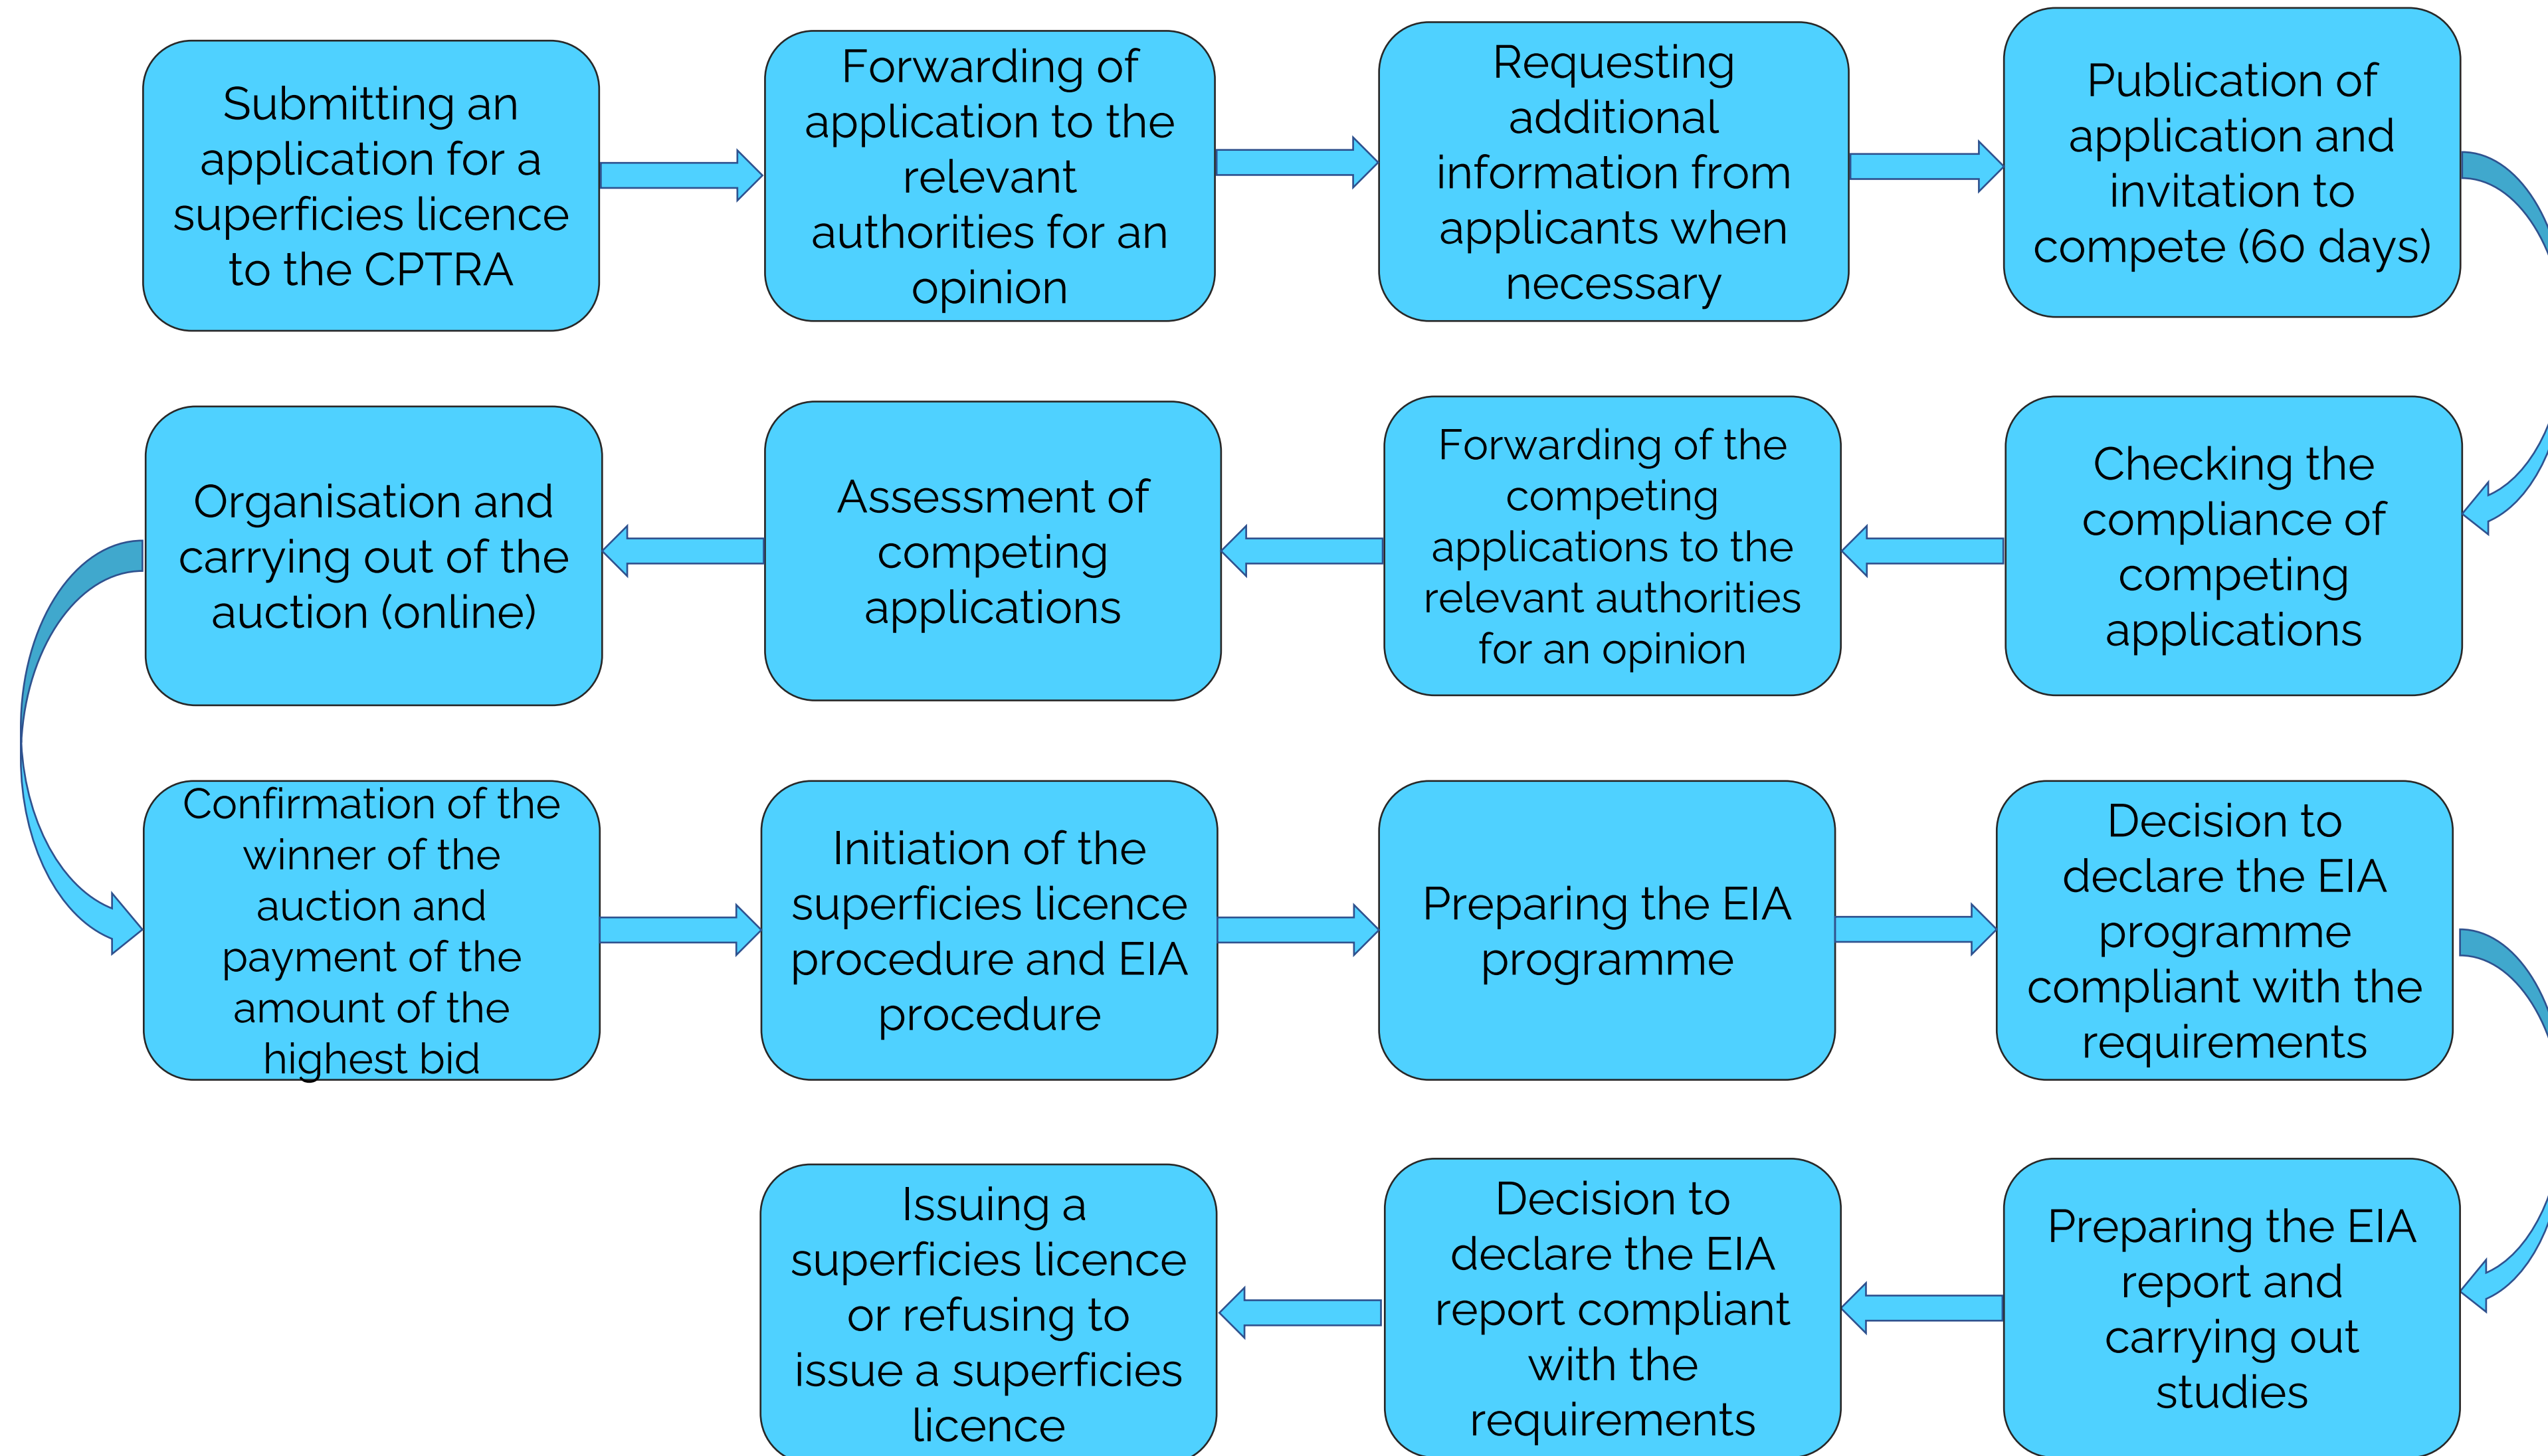 Submitting an
application for a
superficies licence
to the CPTRA
Forwarding of
application to the
relevant
authorities for an
opinion
Requesting
additional
information from
applicants when
necessary
Publication of
application and
invitation to
compete (60 days)
Checking the
compliance of
competing
applications
Forwarding of the
competing
applications to the
relevant authorities
for an opinion
Assessment of
competing
applications
Organisation and
carrying out of the
auction (online)
Confirmation of the
winner of the
auction and
payment of the
amount of the
highest bid
Initiation of the
superficies licence
procedure and EIA
procedure
Preparing the EIA
programme
Decision to
declare the EIA
programme
compliant with the
requirements
Preparing the EIA
report and
carrying out
studies
Decision to
declare the EIA
report compliant
with the
requirements
Issuing a
superficies licence
or refusing to
issue a superficies
licence